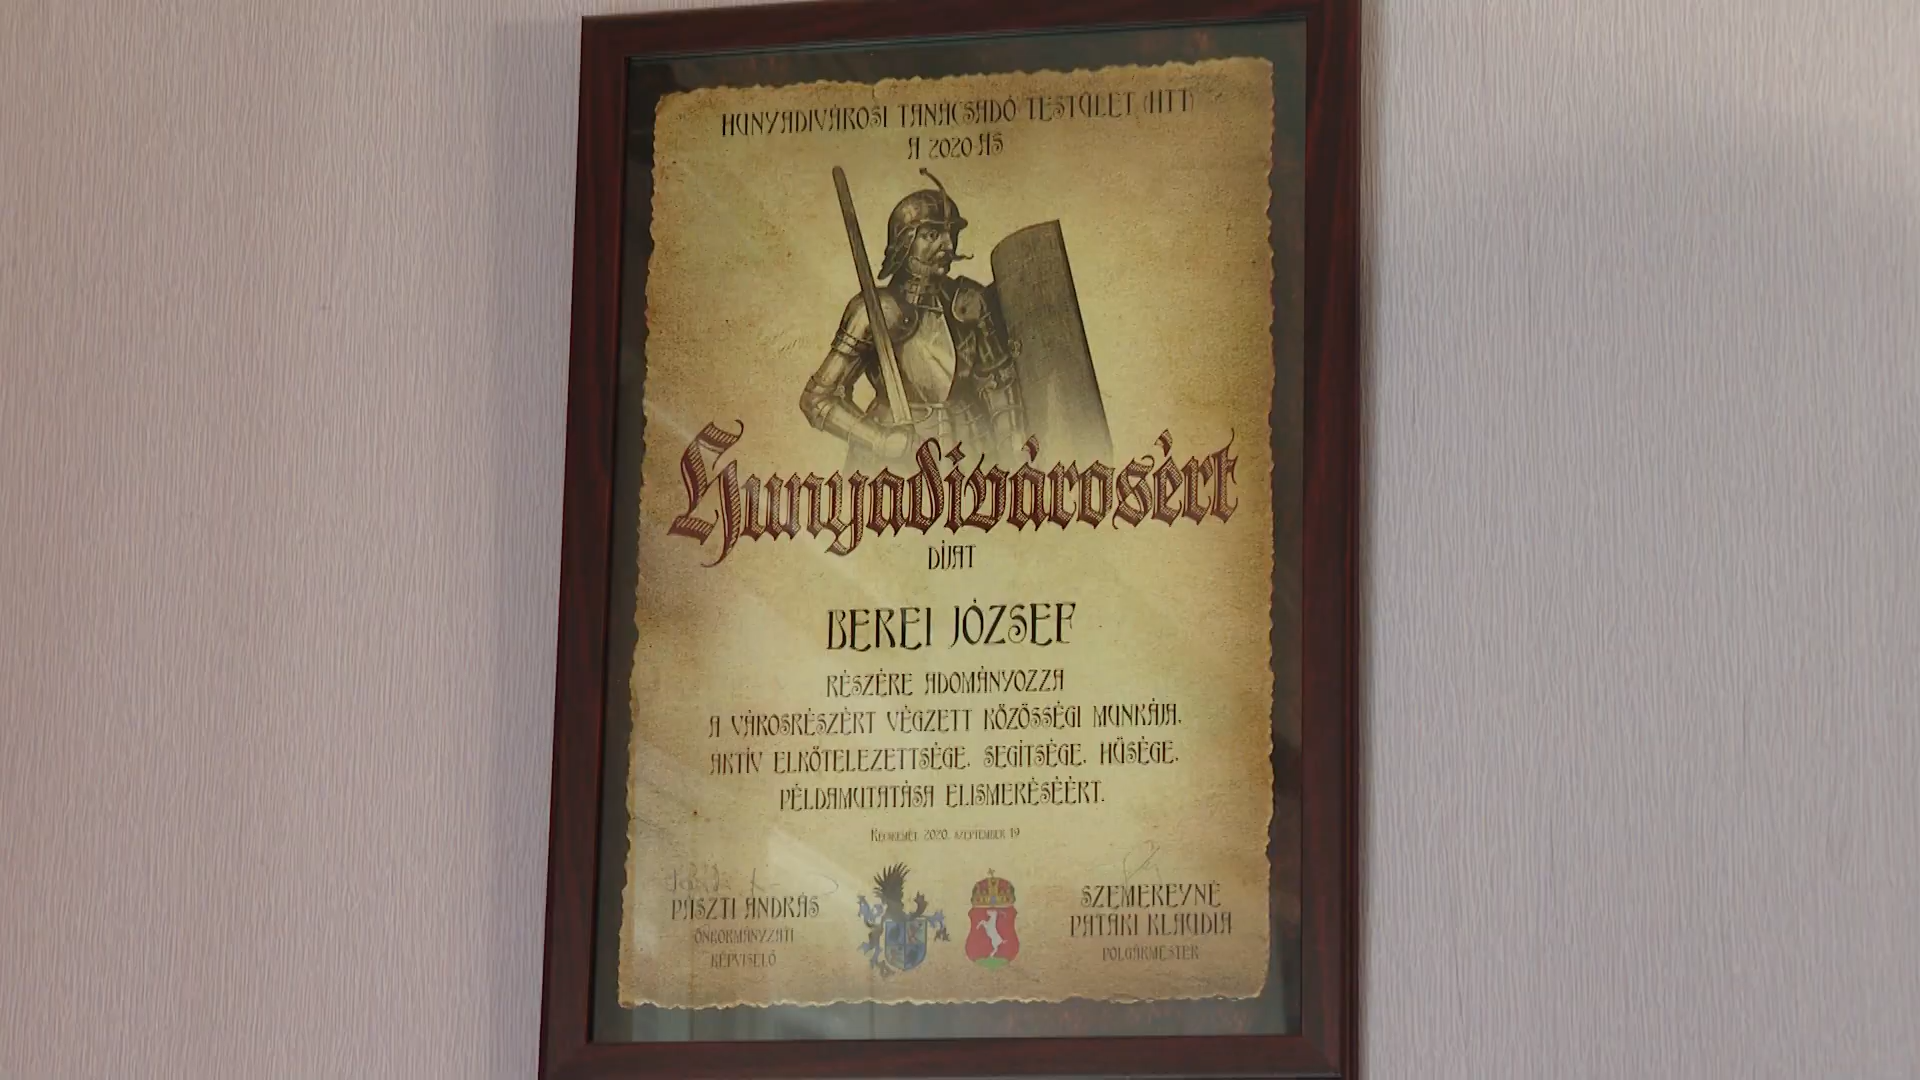 HUNYADIVÁROSI TANÁCSADÓ TESTÜLET (HTT)
A 2020-AS
Hunyadivárosért
DÍJAT
BEREI JÓZSEF
RÉSZÉRE ADOMÁNYOZZA
A VÁROSRÉSZÉRT VÉGZETT KÖZÖSSÉGI MUNKÁJA,
AKTÍV ELKÖTELEZETTSÉGE, SEGÍTSÉGE, HŰSÉGE,
PÉLDAMUTATÁSA ELISMERÉSÉÉRT.
KECSKEMÉT 2020. SZEPTEMBER 19
PÁSZTI ANDRÁS
ÖNKORMÁNYZATI
KÉPVISELŐ
SZEMEREYNÉ
PATAKI KLAUDIA
POLGÁRMESTER